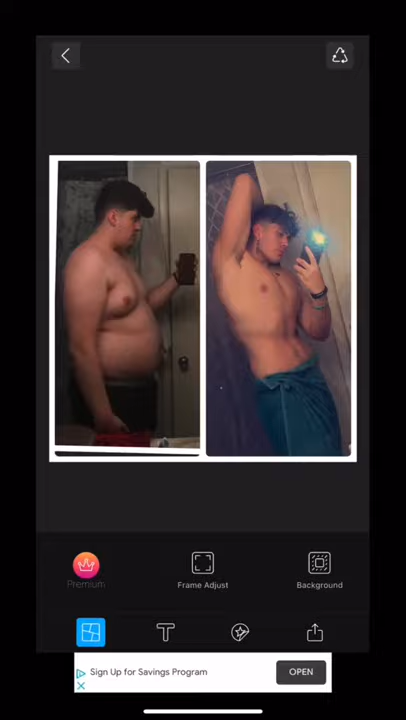 Premium
Frame Adjust
Background
Sign Up for Savings Program
OPEN